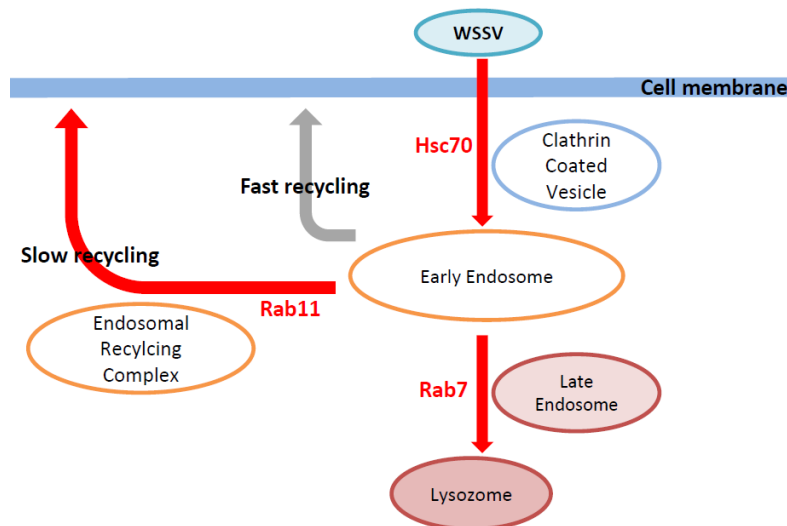 WSSV
Cell membrane
Hsc70
Clathrin
Coated
Vesicle
Fast recycling
Slow recycling
Early Endosome
Rab11
Endosomal
Recylcing
Complex
Rab7
Late
Endosome
Lysozome